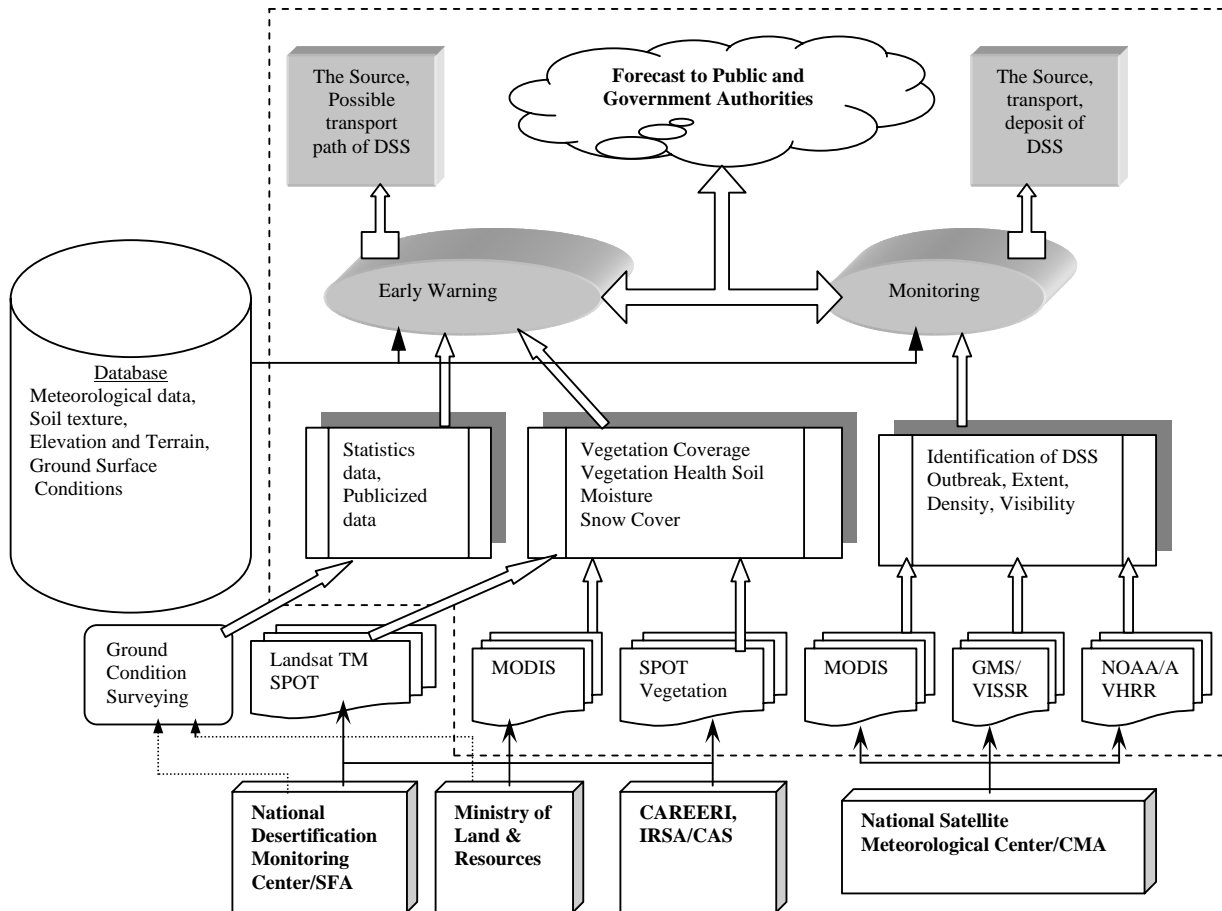 The Source,
Possible
transport
path of DSS
Forecast to Public and
Government Authorities
The Source,
transport,
deposit of
DSS
Early Warning
Monitoring
Database
Meteorological data,
Soil texture,
Elevation and Terrain,
Ground Surface
Conditions
Statistics
data,
Publicized
data
Vegetation Coverage
Vegetation Health Soil
Moisture
Snow Cover
Identification of DSS
Outbreak, Extent,
Density, Visibility
Ground
Condition
Surveying
Landsat TM
SPOT
MODIS
SPOT
Vegetation
MODIS
GMS/
VISSR
NOAA/A
VHRR
National
Desertification
Monitoring
Center/SFA
Ministry of
Land &
Resources
CAREERI,
IRSA/CAS
National Satellite
Meteorological Center/CMA